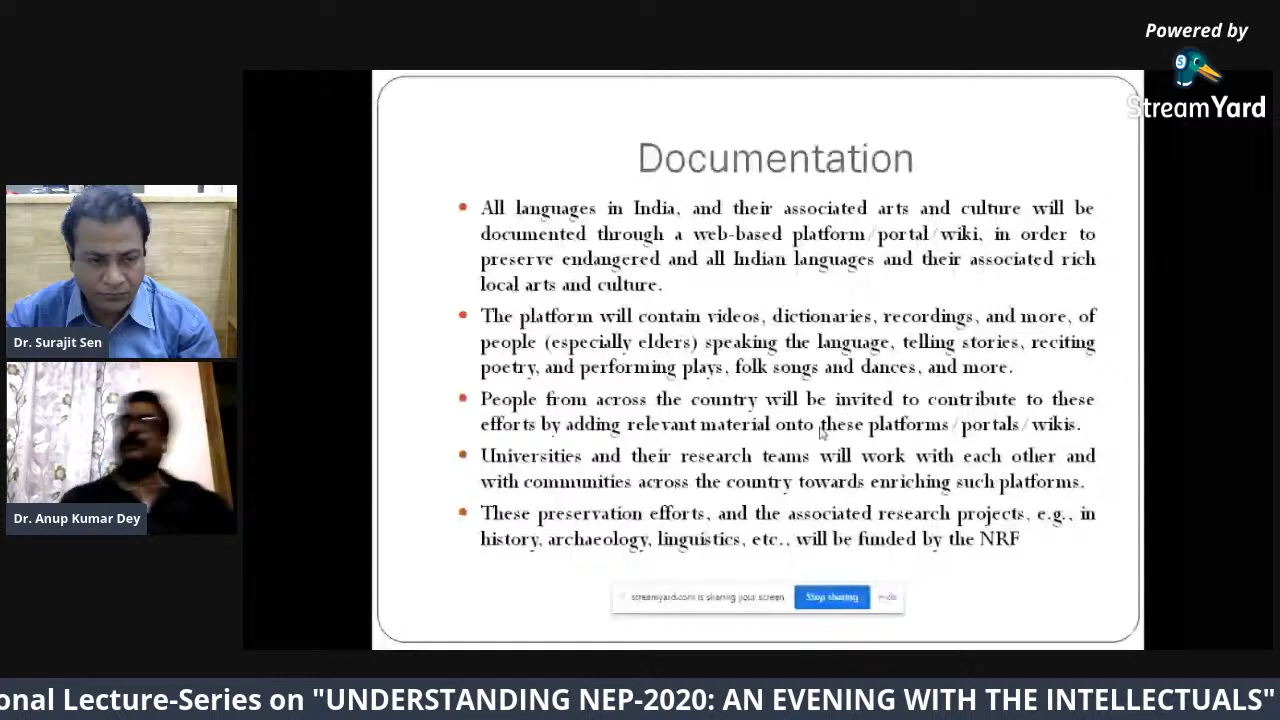 Powered by
StreamYard
Documentation
All languages in India, and their associated arts and culture will be
documented through a web-based platform/portal/wiki, in order to
preserve endangered and all Indian languages and their associated rich
local arts and culture.
The platform will contain videos, dictionaries, recordings, and more, of
people (especially elders) speaking the language, telling stories, reciting
poetry, and performing plays, folk songs and dances, and more.
People from across the country will be invited to contribute to these
efforts by adding relevant material onto these platforms/portals/wikis.
Universities and their research teams will work with each other and
with communities across the country towards enriching such platforms.
These preservation efforts, and the associated research projects, e.g., in
history, archaeology, linguistics, etc., will be funded by the NRF
streamyard.com is sharing your screen
Stop sharing
Hide
Dr. Surajit Sen
Dr. Anup Kumar Dey
onal Lecture-Series on "UNDERSTANDING NEP-2020: AN EVENING WITH THE INTELLECTUALS"